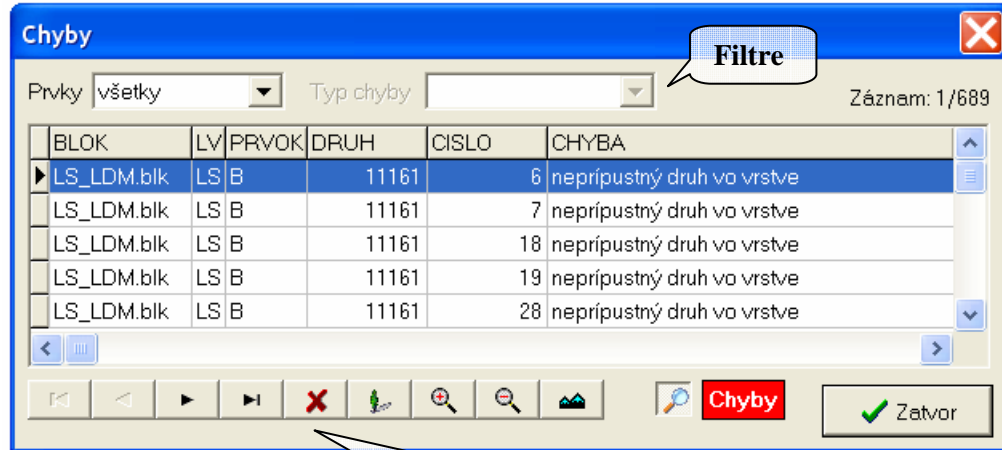 Chyby
Filtre
Prvky všetky Typ chyby Záznam: 1/689
BLOK LV PRVOK DRUH CISLO CHYBA
LS_LDM.blk LS B 11161 6 neprípustný druh vo vrstve
LS_LDM.blk LS B 11161 7 neprípustný druh vo vrstve
LS_LDM.blk LS B 11161 18 neprípustný druh vo vrstve
LS_LDM.blk LS B 11161 19 neprípustný druh vo vrstve
LS_LDM.blk LS B 11161 28 neprípustný druh vo vrstve
Chyby Zatvor